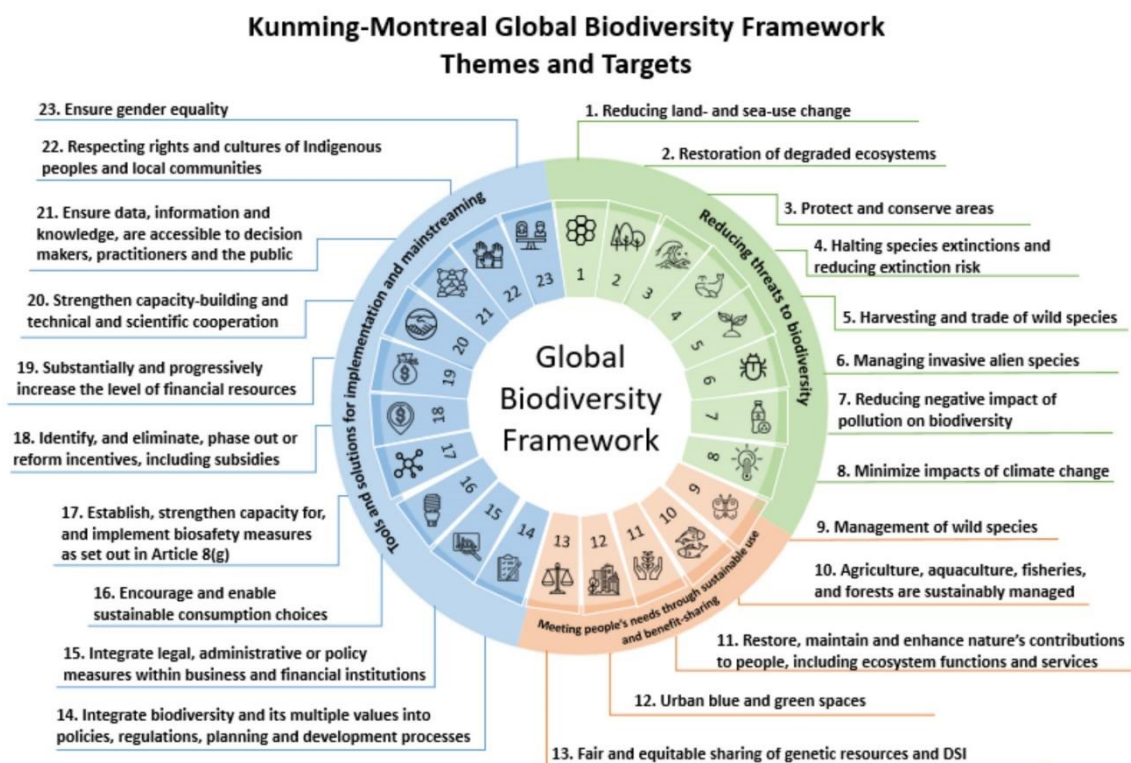 Kunming-Montreal Global Biodiversity Framework
Themes and Targets
23. Ensure gender equality
22. Respecting rights and cultures of Indigenous
peoples and local communities
21. Ensure data, information and
knowledge, are accessible to decision
makers, practitioners and the public
20. Strengthen capacity-building and
technical and scientific cooperation
19. Substantially and progressively
increase the level of financial resources
18. Identify, and eliminate, phase out or
reform incentives, including subsidies
17. Establish, strengthen capacity for,
and implement biosafety measures
as set out in Article 8(g)
16. Encourage and enable
sustainable consumption choices
15. Integrate legal, administrative or policy
measures within business and financial institutions
14. Integrate biodiversity and its multiple values into
policies, regulations, planning and development processes
1. Reducing land- and sea-use change
2. Restoration of degraded ecosystems
3. Protect and conserve areas
4. Halting species extinctions and
reducing extinction risk
5. Harvesting and trade of wild species
6. Managing invasive alien species
7. Reducing negative impact of
pollution on biodiversity
8. Minimize impacts of climate change
9. Management of wild species
10. Agriculture, aquaculture, fisheries,
and forests are sustainably managed
11. Restore, maintain and enhance nature's contributions
to people, including ecosystem functions and services
12. Urban blue and green spaces
13. Fair and equitable sharing of genetic resources and DSI
Tools and solutions for implementation and mainstreaming
Reducing threats to biodiversity
Meeting people's needs through sustainable use
and benefit-sharing
1
2
3
4
5
6
7
8
9
10
11
12
13
14
15
16
17
18
19
20
21
22
23
Global
Biodiversity
Framework